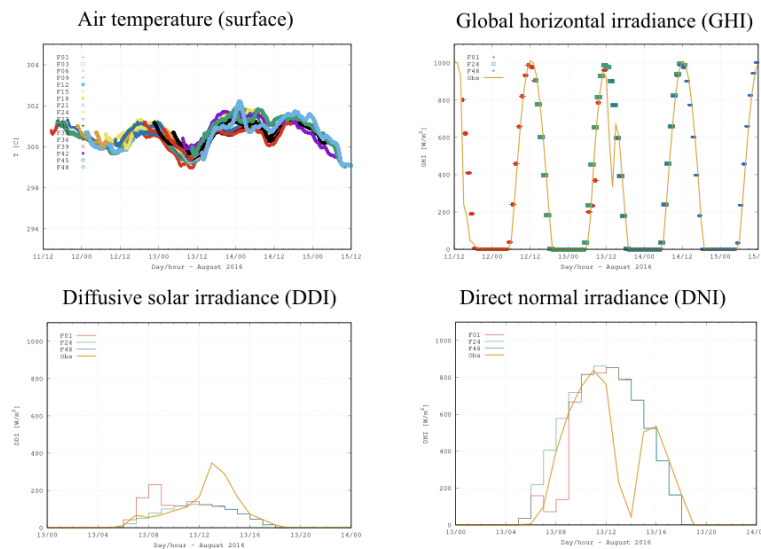 Air temperature (surface)
Global horizontal irradiance (GHI)
304
302
300
298
296
T [C]
F01
F03
F06
F09
F12
F15
F18
F21
F24
F36
F39
F42
F45
F48
11/12 12/00 12/12 13/00 13/12 14/00 14/12 15/00 15/12
Day/hour - August 2016
1000
800
600
400
200
0
GHI [W/m²]
F01
F24
F48
Obs
11/12 12/00 12/12 13/00 13/12 14/00 14/12 15/00 15/
Day/hour - August 2016
Diffusive solar irradiance (DDI)
Direct normal irradiance (DNI)
1000
800
600
400
200
0
DDI [W/m²]
F01
F24
F48
Obs
13/00 13/04 13/08 13/12 13/16 13/20 14/00
Day/hour - August 2016
1000
800
600
400
200
0
DNI [W/m²]
F01
F24
F48
Obs
13/00 13/04 13/08 13/12 13/16 13/20 14/00
Day/hour - August 2016